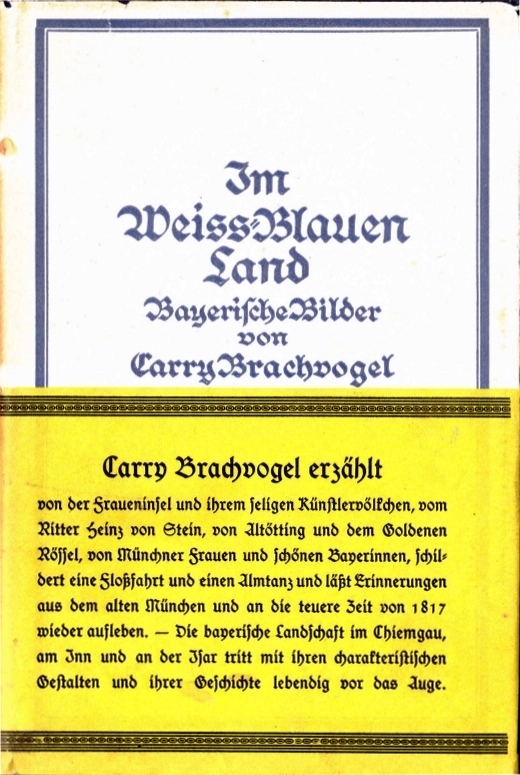 Im
Weiss-Blauen
Land
Bayerische Bilder
von
Carry Brachvogel
Carry Brachvogel erzählt
von der Fraueninsel und ihrem seligen Künstlervölkchen, vom
Ritter Heinz von Stein, von Altötting und dem Goldenen
Rössel, von Münchner Frauen und schönen Bayerinnen, schil-
dert eine Floßfahrt und einen Almtanz und läßt Erinnerungen
aus dem alten München und an die teuere Zeit von 1817
wieder aufleben. — Die bayerische Landschaft im Chiemgau,
am Inn und an der Isar tritt mit ihren charakteristischen
Gestalten und ihrer Geschichte lebendig vor das Auge.